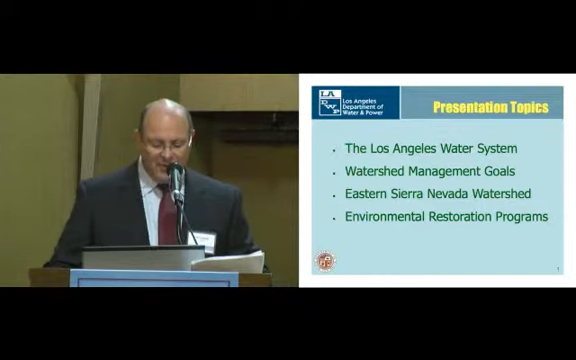 LA
DWP
Los Angeles
Department of
Water & Power
Presentation Topics
The Los Angeles Water System
Watershed Management Goals
Eastern Sierra Nevada Watershed
Environmental Restoration Programs